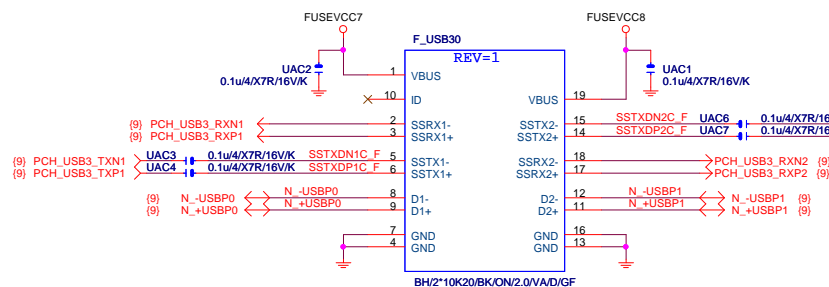 FUSEVCC7
FUSEVCC8
F_USB30
REV=1
UAC2
0.1u/4/X7R/16V/K
UAC1
0.1u/4/X7R/16V/K
1 VBUS
10 ID
VBUS 19
{9} PCH_USB3_RXN1 2 SSRX1-
{9} PCH_USB3_RXP1 3 SSRX1+
SSTX2- 15 SSTXDN2C_F UAC6 0.1u/4/X7R/16
SSTX2+ 14 SSTXDP2C_F UAC7 0.1u/4/X7R/16
{9} PCH_USB3_TXN1 UAC3 0.1u/4/X7R/16V/K SSTXDN1C_F 5 SSTX1-
{9} PCH_USB3_TXP1 UAC4 0.1u/4/X7R/16V/K SSTXDP1C_F 6 SSTX1+
SSRX2- 18 PCH_USB3_RXN2 {9}
SSRX2+ 17 PCH_USB3_RXP2 {9}
{9} N_-USBP0 N_-USBP0 8 D1-
{9} N_+USBP0 N_+USBP0 9 D1+
D2- 12 N_-USBP1 N_-USBP1 {9}
D2+ 11 N_+USBP1 N_+USBP1 {9}
7 GND
4 GND
GND 16
GND 13
BH/2*10K20/BK/ON/2.0/VA/D/GF